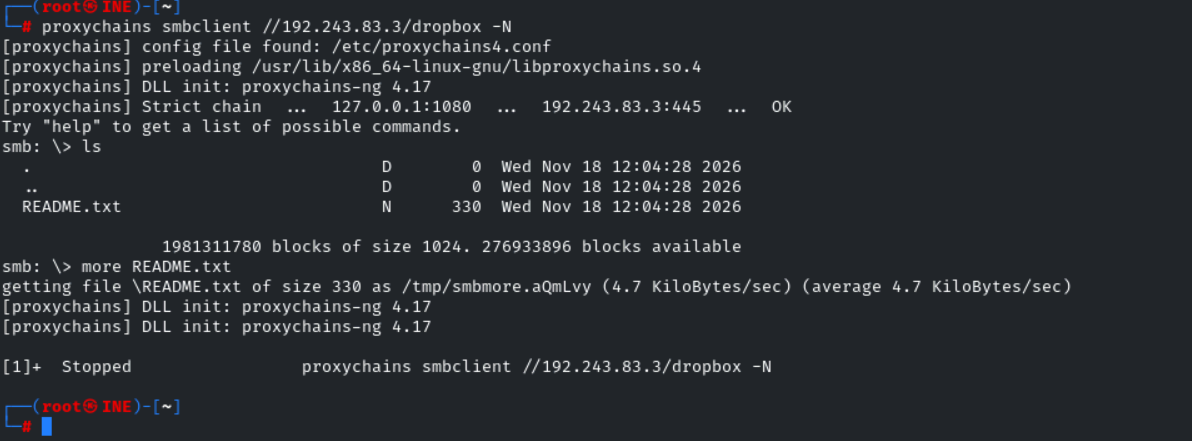 ┌──(root㉿INE)-[~]
└─# proxychains smbclient //192.243.83.3/dropbox -N
[proxychains] config file found: /etc/proxychains4.conf
[proxychains] preloading /usr/lib/x86_64-linux-gnu/libproxychains.so.4
[proxychains] DLL init: proxychains-ng 4.17
[proxychains] Strict chain  ...  127.0.0.1:1080  ...  192.243.83.3:445  ...  OK
Try "help" to get a list of possible commands.
smb: \> ls
  .                                   D        0  Wed Nov 18 12:04:28 2026
  ..                                  D        0  Wed Nov 18 12:04:28 2026
  README.txt                          N      330  Wed Nov 18 12:04:28 2026
                1981311780 blocks of size 1024. 276933896 blocks available
smb: \> more README.txt
getting file \README.txt of size 330 as /tmp/smbmore.aQmLvy (4.7 KiloBytes/sec) (average 4.7 KiloBytes/sec)
[proxychains] DLL init: proxychains-ng 4.17
[proxychains] DLL init: proxychains-ng 4.17
[1]+  Stopped                 proxychains smbclient //192.243.83.3/dropbox -N
┌──(root㉿INE)-[~]
└─#